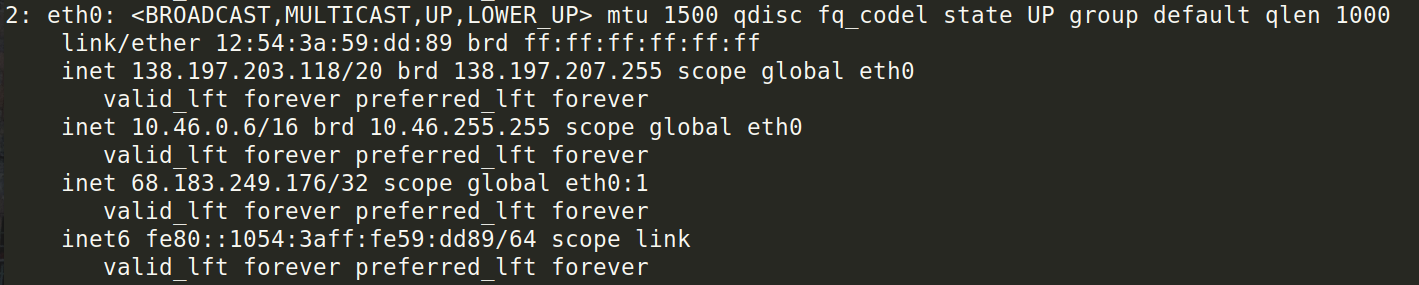 2: eth0: <BROADCAST,MULTICAST,UP,LOWER_UP> mtu 1500 qdisc fq_codel state UP group default qlen 1000
link/ether 12:54:3a:59:dd:89 brd ff:ff:ff:ff:ff:ff
inet 138.197.203.118/20 brd 138.197.207.255 scope global eth0
valid_lft forever preferred_lft forever
inet 10.46.0.6/16 brd 10.46.255.255 scope global eth0
valid_lft forever preferred_lft forever
inet 68.183.249.176/32 scope global eth0:1
valid_lft forever preferred_lft forever
inet6 fe80::1054:3aff:fe59:dd89/64 scope link
valid_lft forever preferred_lft forever